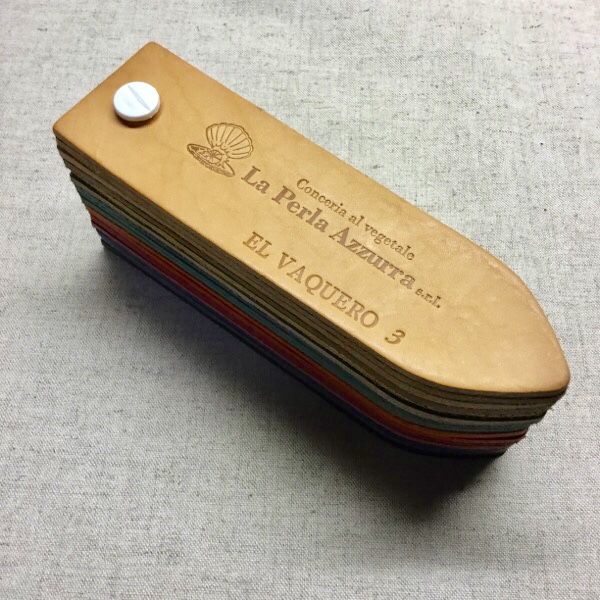 Conceria al vegetale
La Perla Azzurra s.r.l.
EL VAQUERO 3